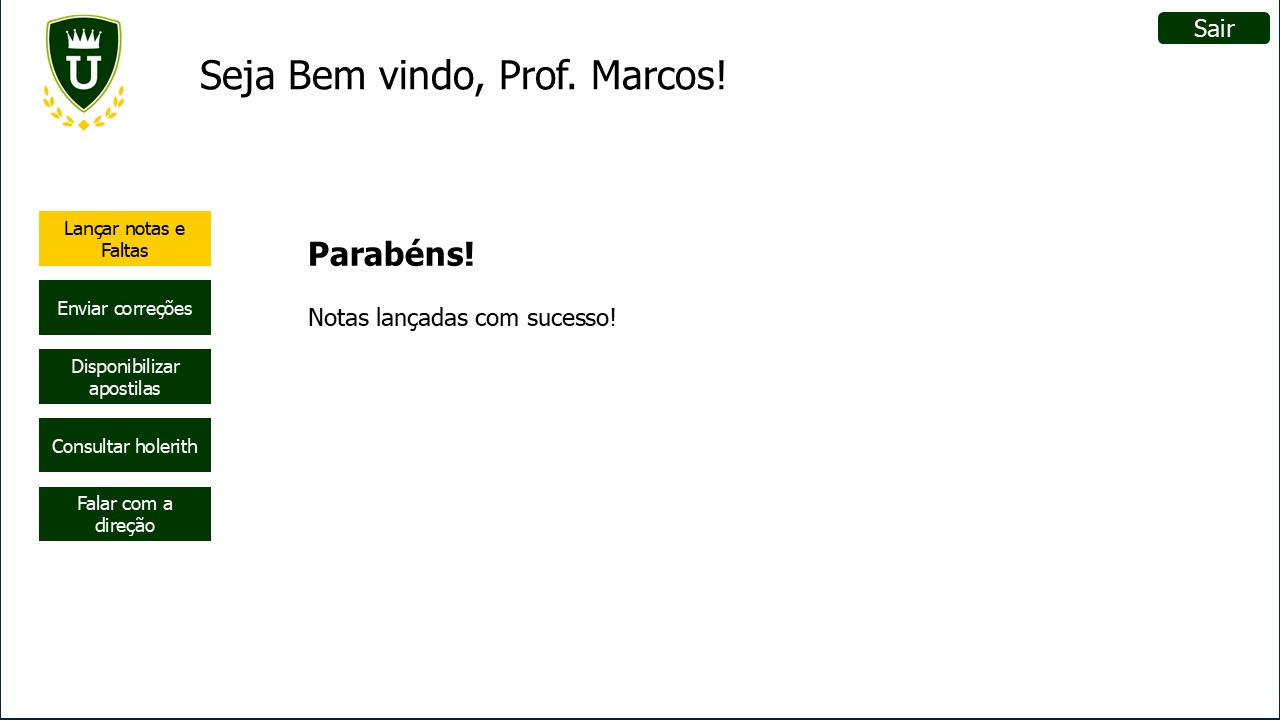 U
Sair
Seja Bem vindo, Prof. Marcos!
Lançar notas e
Faltas
Enviar correções
Disponibilizar
apostilas
Consultar holerith
Falar com a
direção
Parabéns!
Notas lançadas com sucesso!